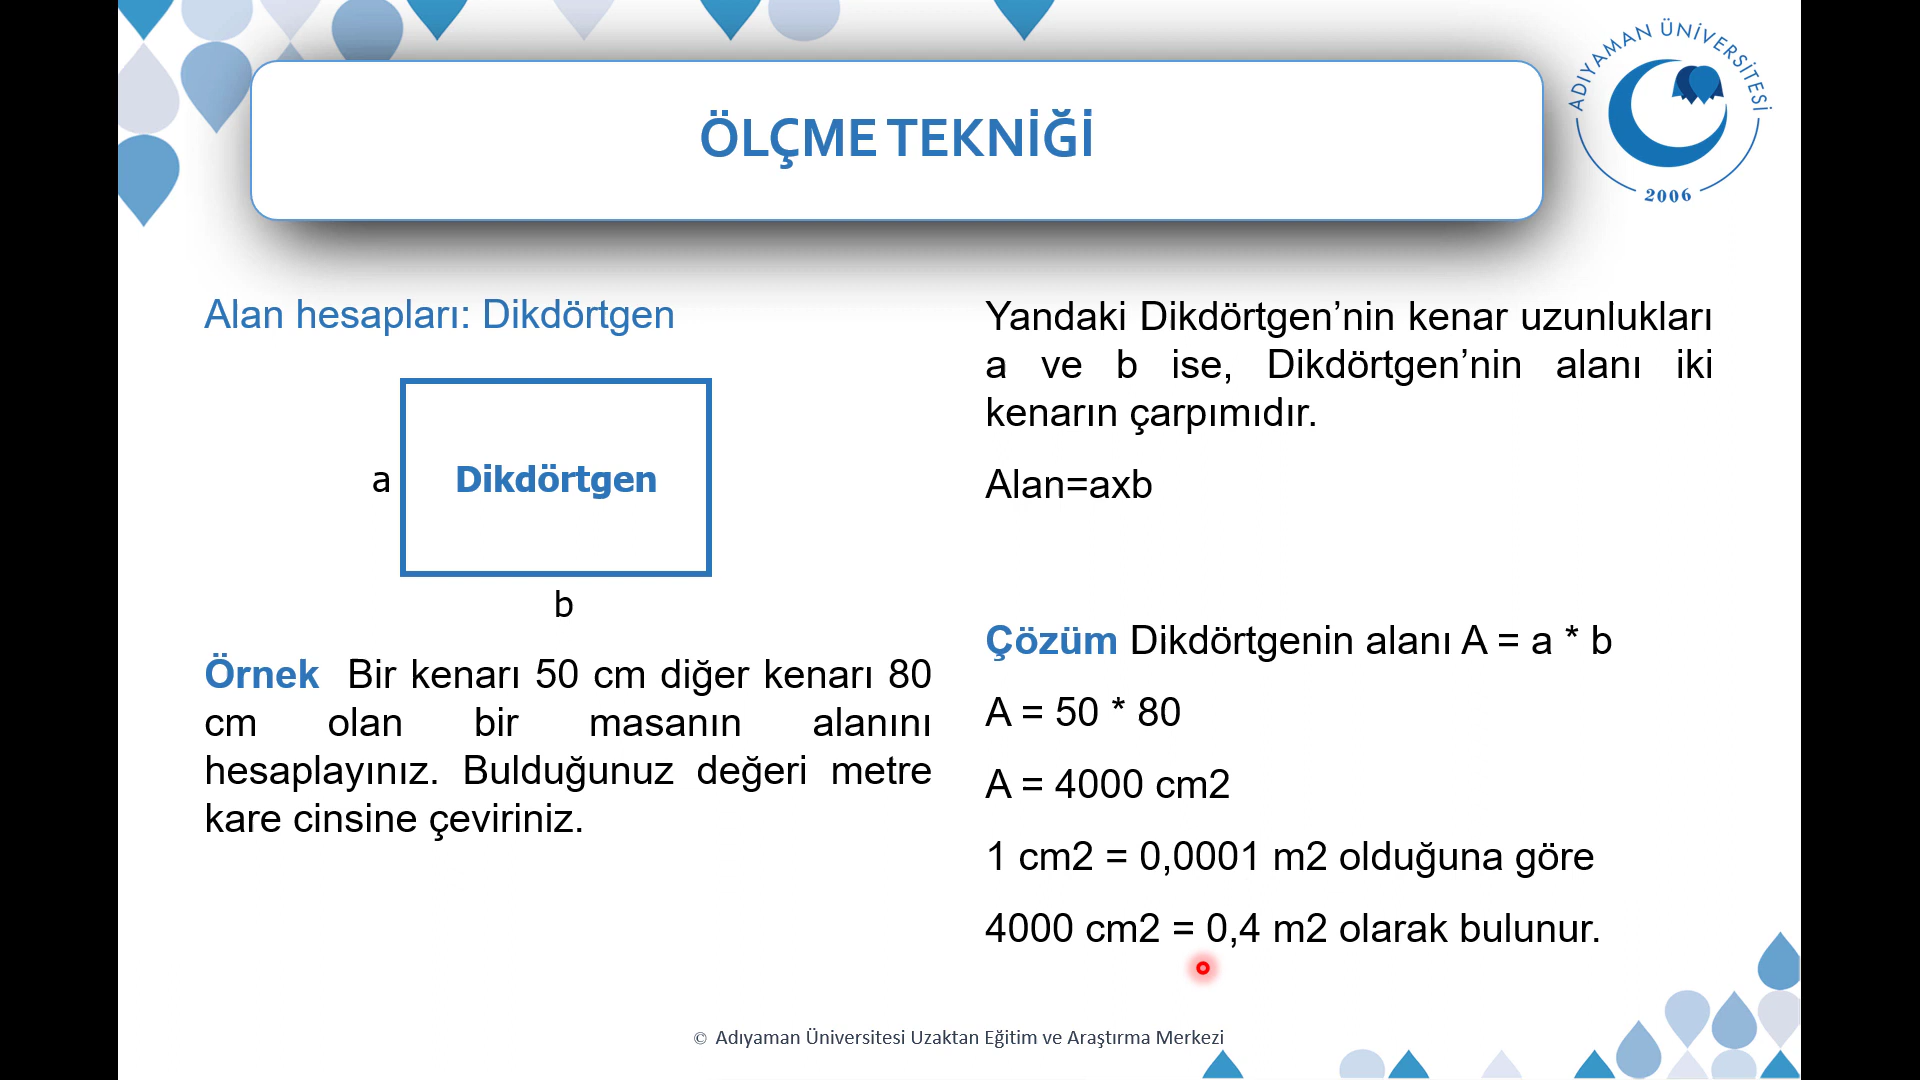 ÖLÇME TEKNİĞİ
ADIYAMAN ÜNİVERSİTESİ
2006
Alan hesapları: Dikdörtgen
a
Dikdörtgen
b
Örnek Bir kenarı 50 cm diğer kenarı 80
cm olan bir masanın alanını
hesaplayınız. Bulduğunuz değeri metre
kare cinsine çeviriniz.
Yandaki Dikdörtgen’nin kenar uzunlukları
a ve b ise, Dikdörtgen’nin alanı iki
kenarın çarpımıdır.
Alan=axb
Çözüm Dikdörtgenin alanı A = a * b
A = 50 * 80
A = 4000 cm2
1 cm2 = 0,0001 m2 olduğuna göre
4000 cm2 = 0,4 m2 olarak bulunur.
© Adıyaman Üniversitesi Uzaktan Eğitim ve Araştırma Merkezi